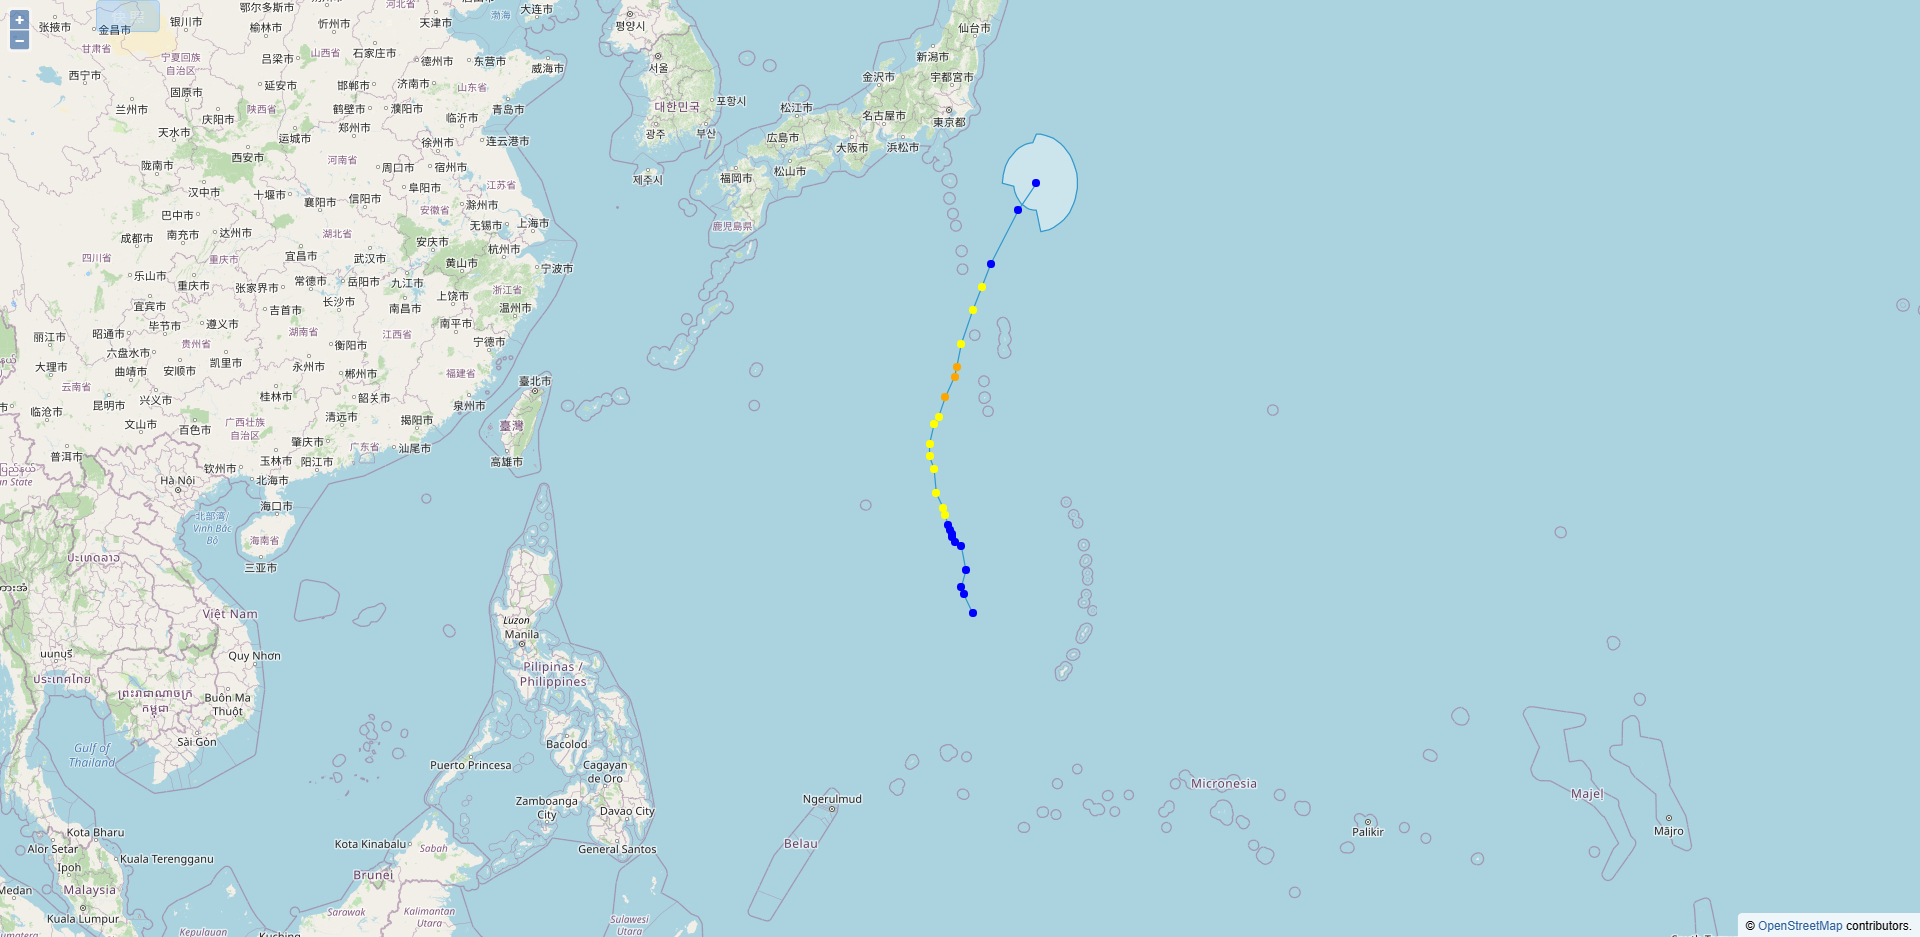 +
−
张掖市
金昌市
银川市
鄂尔多斯市
榆林市
忻州市
河北省
天津市
渤海
大连市
평양시
仙台市
甘肃省
宁夏回族
自治区
吕梁市
山西省
石家庄市
德州市
东营市
威海市
서울
新潟市
西宁市
固原市
延安市
邯郸市
济南市
山东省
金沢市
宇都宮市
兰州市
庆阳市
陕西省
鹤壁市
濮阳市
临沂市
青岛市
대한민국
포항시
松江市
名古屋市
東京都
天水市
运城市
郑州市
徐州市
连云港市
광주
부산
広島市
大阪市
浜松市
陇南市
西安市
河南省
周口市
宿州市
제주시
福岡市
松山市
汉中市
十堰市
襄阳市
信阳市
阜阳市
江苏省
巴中市
安徽省
滁州市
成都市
南充市
达州市
湖北省
无锡市
上海市
鹿児島県
四川省
重庆市
宜昌市
武汉市
安庆市
杭州市
乐山市
重庆市
张家界市
常德市
岳阳市
九江市
黄山市
宁波市
宜宾市
吉首市
长沙市
南昌市
上饶市
浙江省
温州市
丽江市
昭通市
毕节市
遵义市
湖南省
江西省
南平市
六盘水市
贵州省
衡阳市
宁德市
大理市
曲靖市
安顺市
凯里市
永州市
郴州市
福建省
臺北市
云南省
昆明市
兴义市
桂林市
韶关市
泉州市
临沧市
文山市
百色市
广西壮族
自治区
清远市
揭阳市
臺灣
普洱市
肇庆市
广东省
汕尾市
高雄市
钦州市
玉林市
阳江市
Hà Nội
北海市
海口市
北部湾/
Vịnh Bắc
Bộ
海南省
三亚市
ປະເທດລາວ
Việt Nam
Quy Nhơn
นนทบุรี
ประเทศไทย
Buôn Ma
Thuột
Sài Gòn
Gulf of
Thailand
Luzon
Manila
Pilipinas /
Philippines
Bacolod
Puerto Princesa
Cagayan
de Oro
Zamboanga
City
Davao City
General Santos
Ngerulmud
Belau
Micronesia
Palikir
Majel
Mājro
Kota Bharu
Alor Setar
Ipoh
Kuala Terengganu
Malaysia
Medan
Kuala Lumpur
Kota Kinabalu
Sabah
Brunei
Sarawak
Kalimantan
Utara
Kepulauan
Kuching
Sulawesi
Utara
© OpenStreetMap contributors.